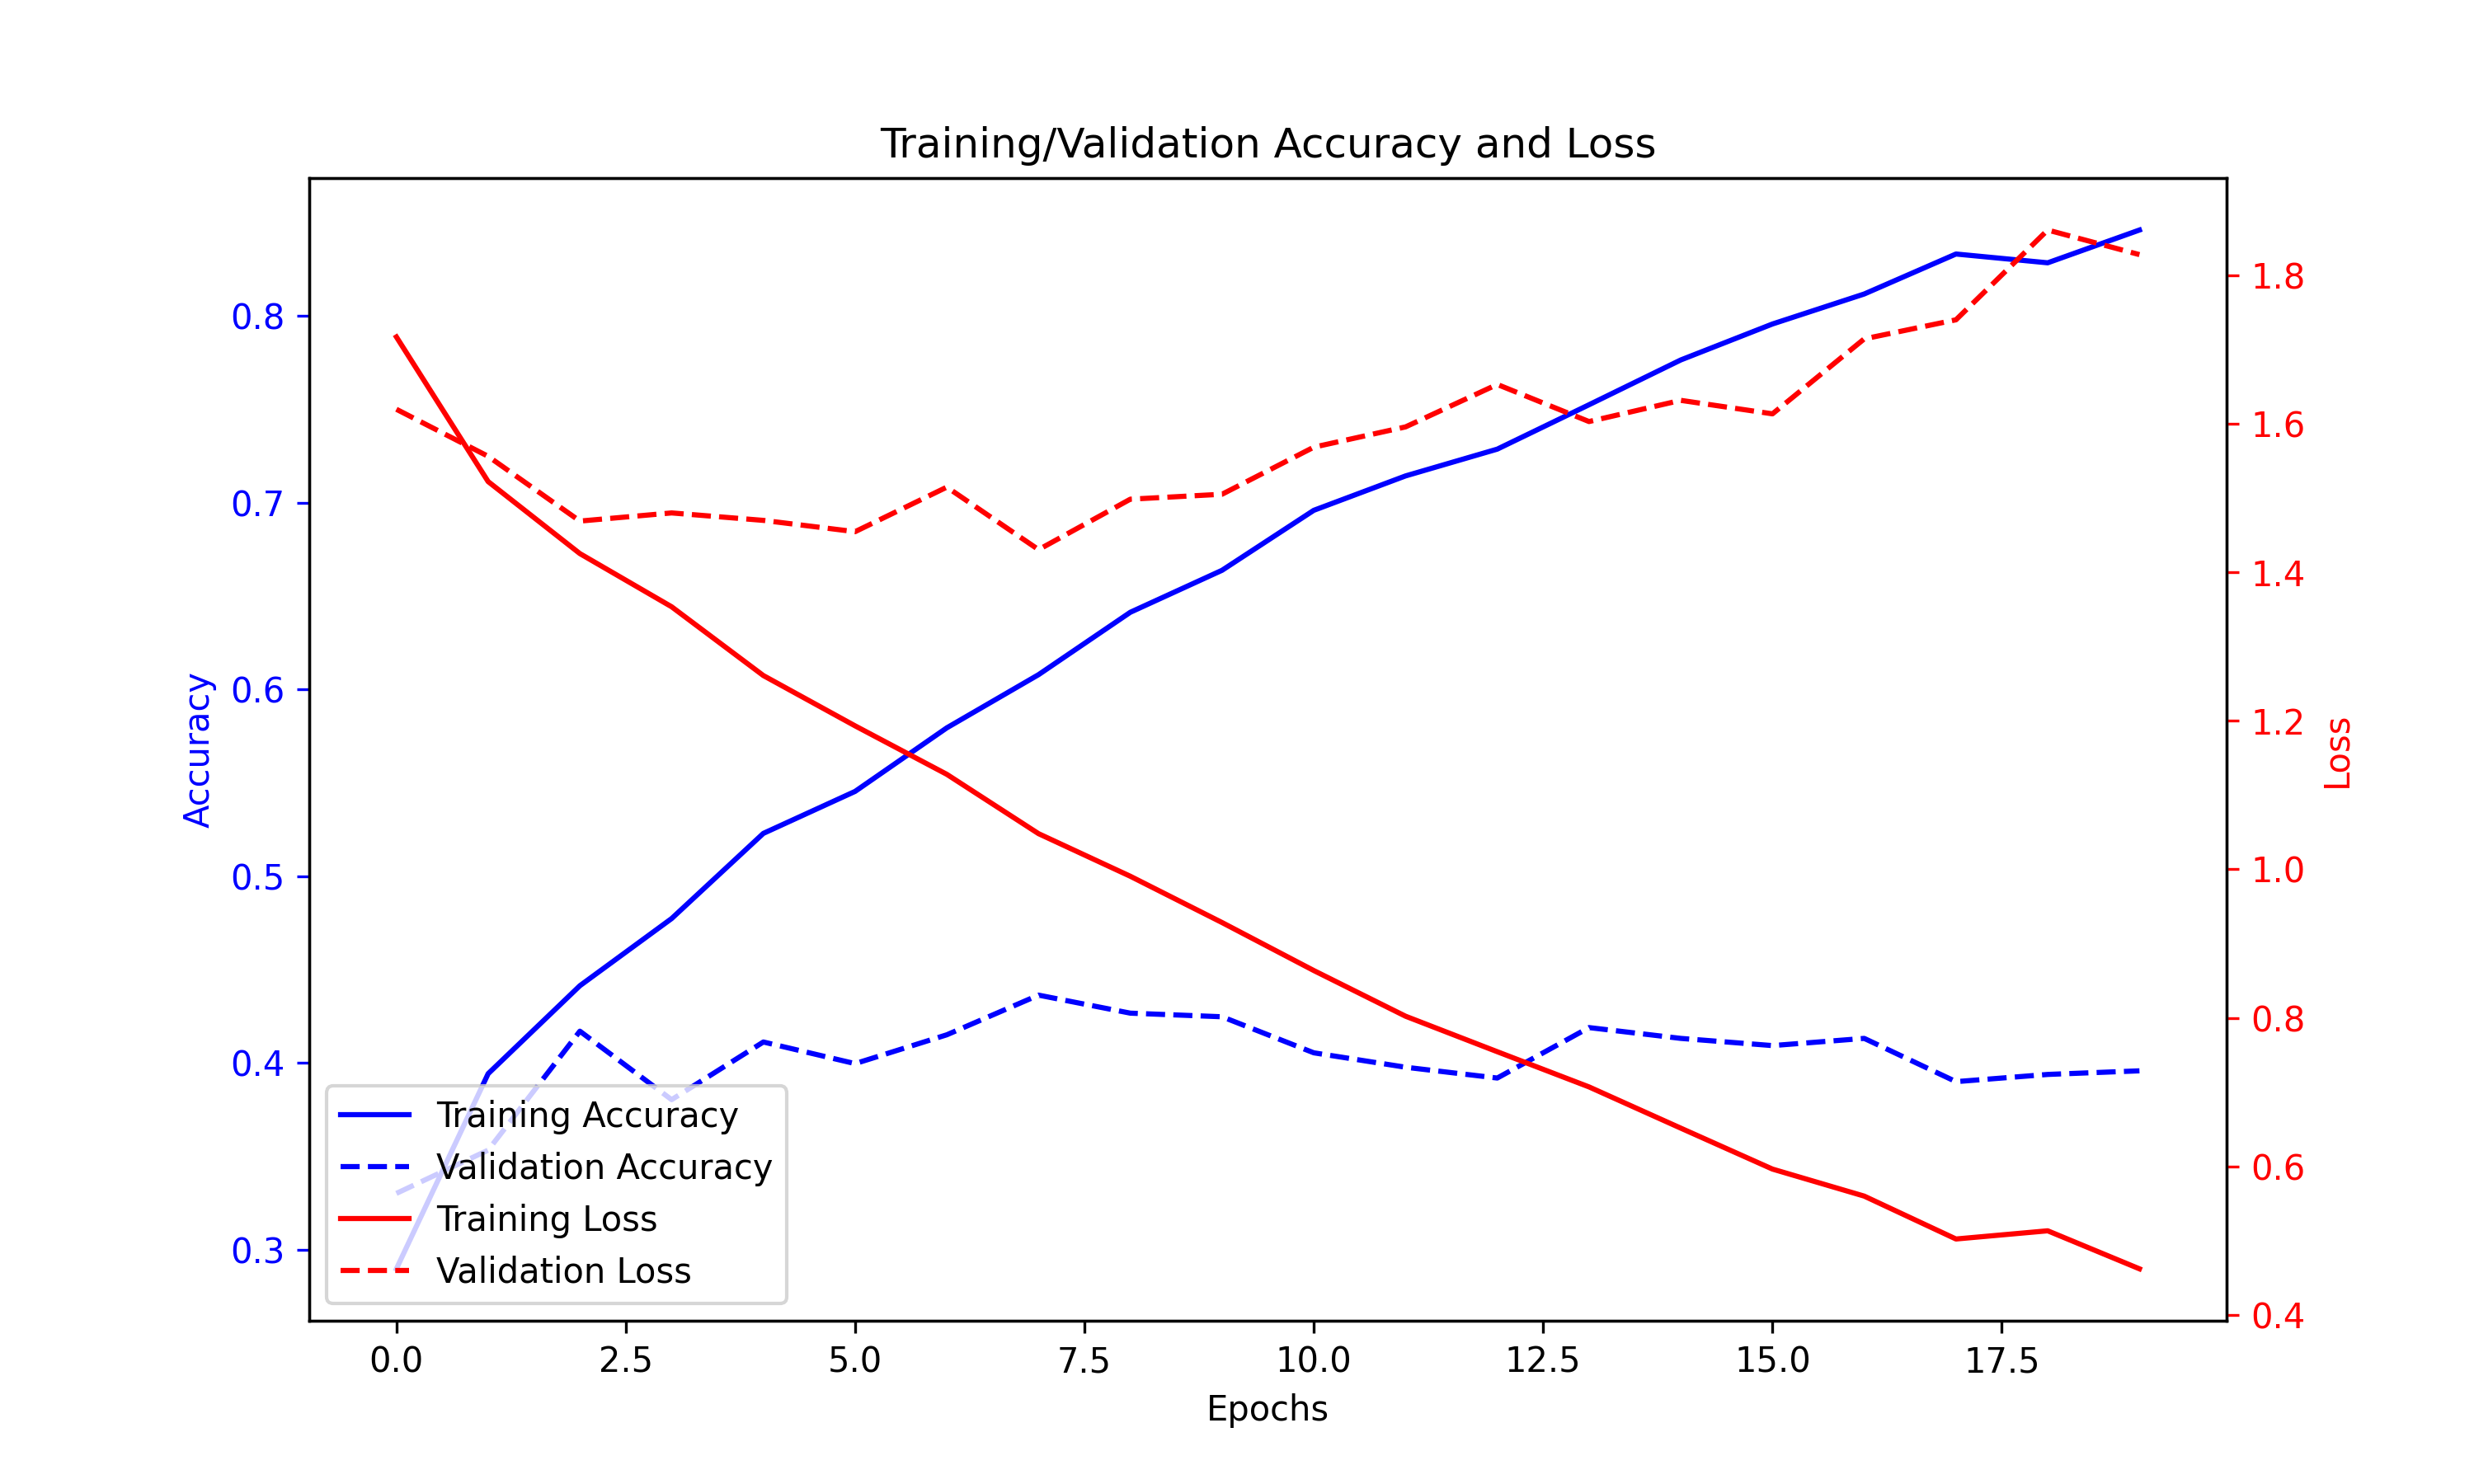 Training/Validation Accuracy and Loss
Accuracy
0.8
0.7
0.6
0.5
0.4
0.3
1.8
1.6
1.4
1.2
1.0
0.8
0.6
0.4
Loss
Training Accuracy
Validation Accuracy
Training Loss
Validation Loss
0.0 2.5 5.0 7.5 10.0 12.5 15.0 17.5
Epochs